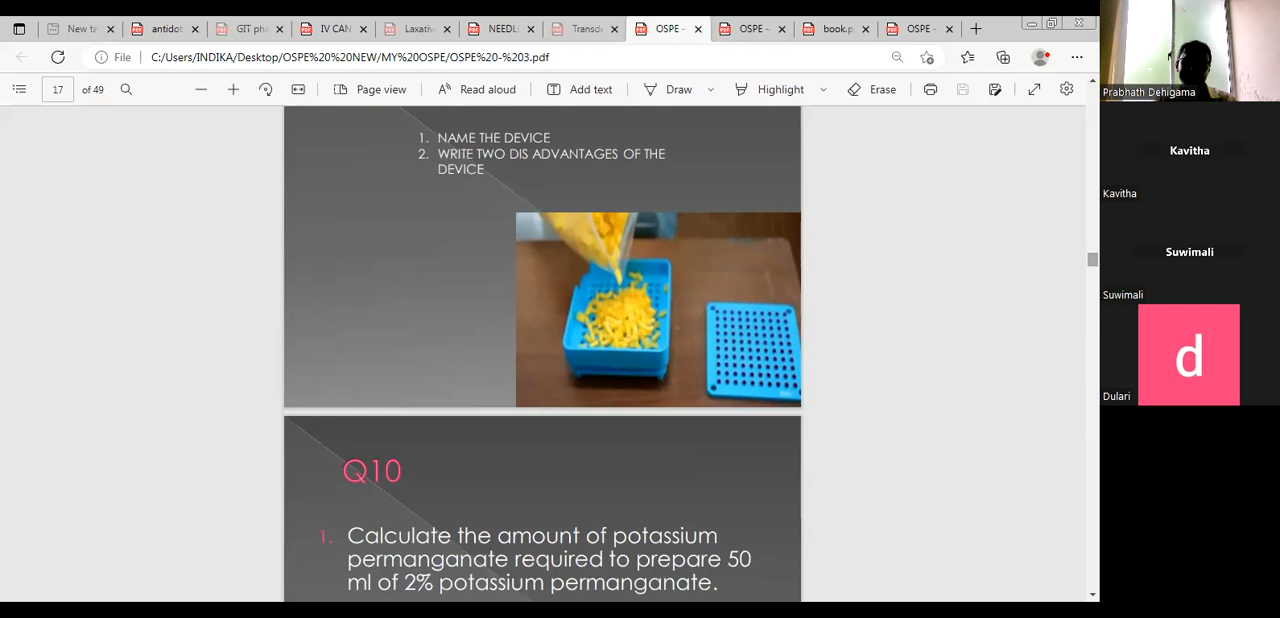 New ta
antidot
GIT pha
IV CAN
Laxativ
NEEDL
Transde
OSPE -
OSPE -
book.p
OSPE -
File
C:/Users/INDIKA/Desktop/OSPE%20%20NEW/MY%20OSPE/OSPE%20-%203.pdf
17
of 49
Page view
Read aloud
Add text
Draw
Highlight
Erase
1. NAME THE DEVICE
2. WRITE TWO DIS ADVANTAGES OF THE
DEVICE
Q10
1. Calculate the amount of potassium
permanganate required to prepare 50
ml of 2% potassium permanganate.
Prabhath Dehigama
Kavitha
Kavitha
Suwimali
Suwimali
d
Dulari